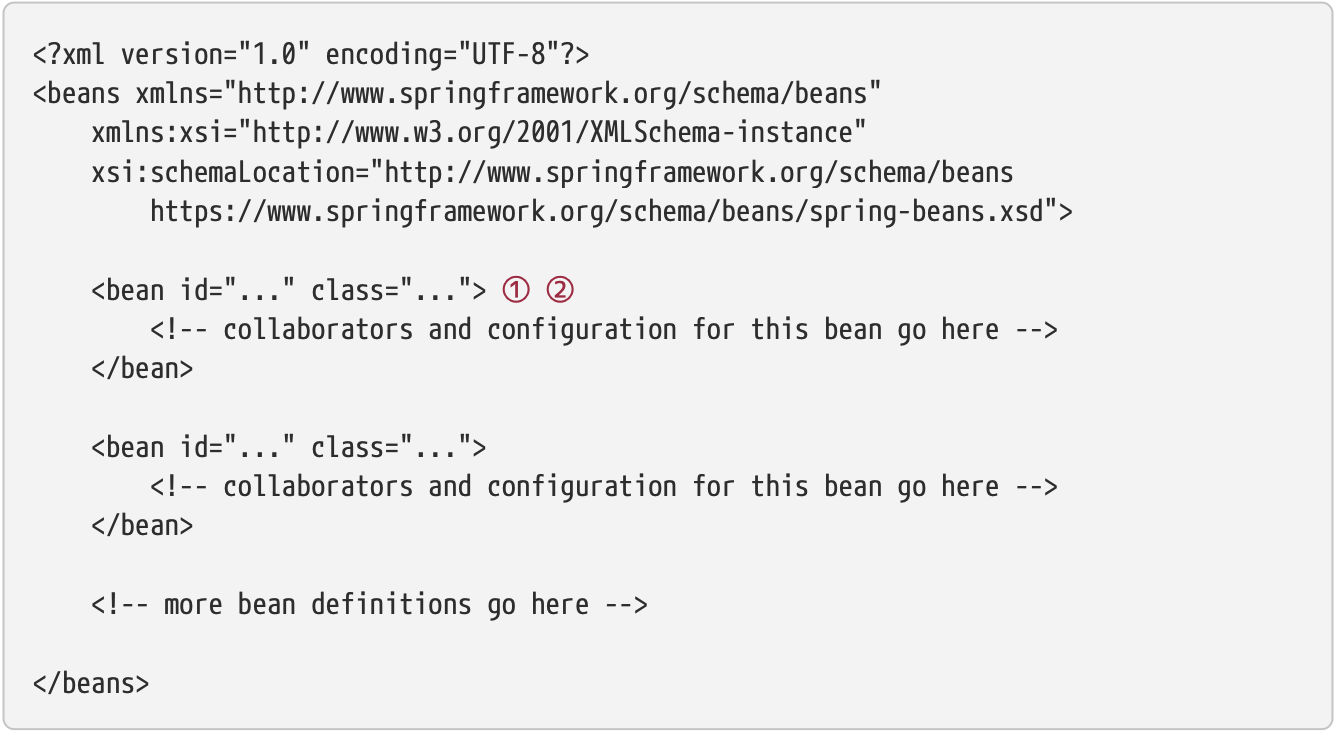 <?xml version="1.0" encoding="UTF-8"?>
<beans xmlns="http://www.springframework.org/schema/beans"
    xmlns:xsi="http://www.w3.org/2001/XMLSchema-instance"
    xsi:schemaLocation="http://www.springframework.org/schema/beans
        https://www.springframework.org/schema/beans/spring-beans.xsd">
    <bean id="..." class="..."> ① ②
        <!-- collaborators and configuration for this bean go here -->
    </bean>
    <bean id="..." class="...">
        <!-- collaborators and configuration for this bean go here -->
    </bean>
    <!-- more bean definitions go here -->
</beans>